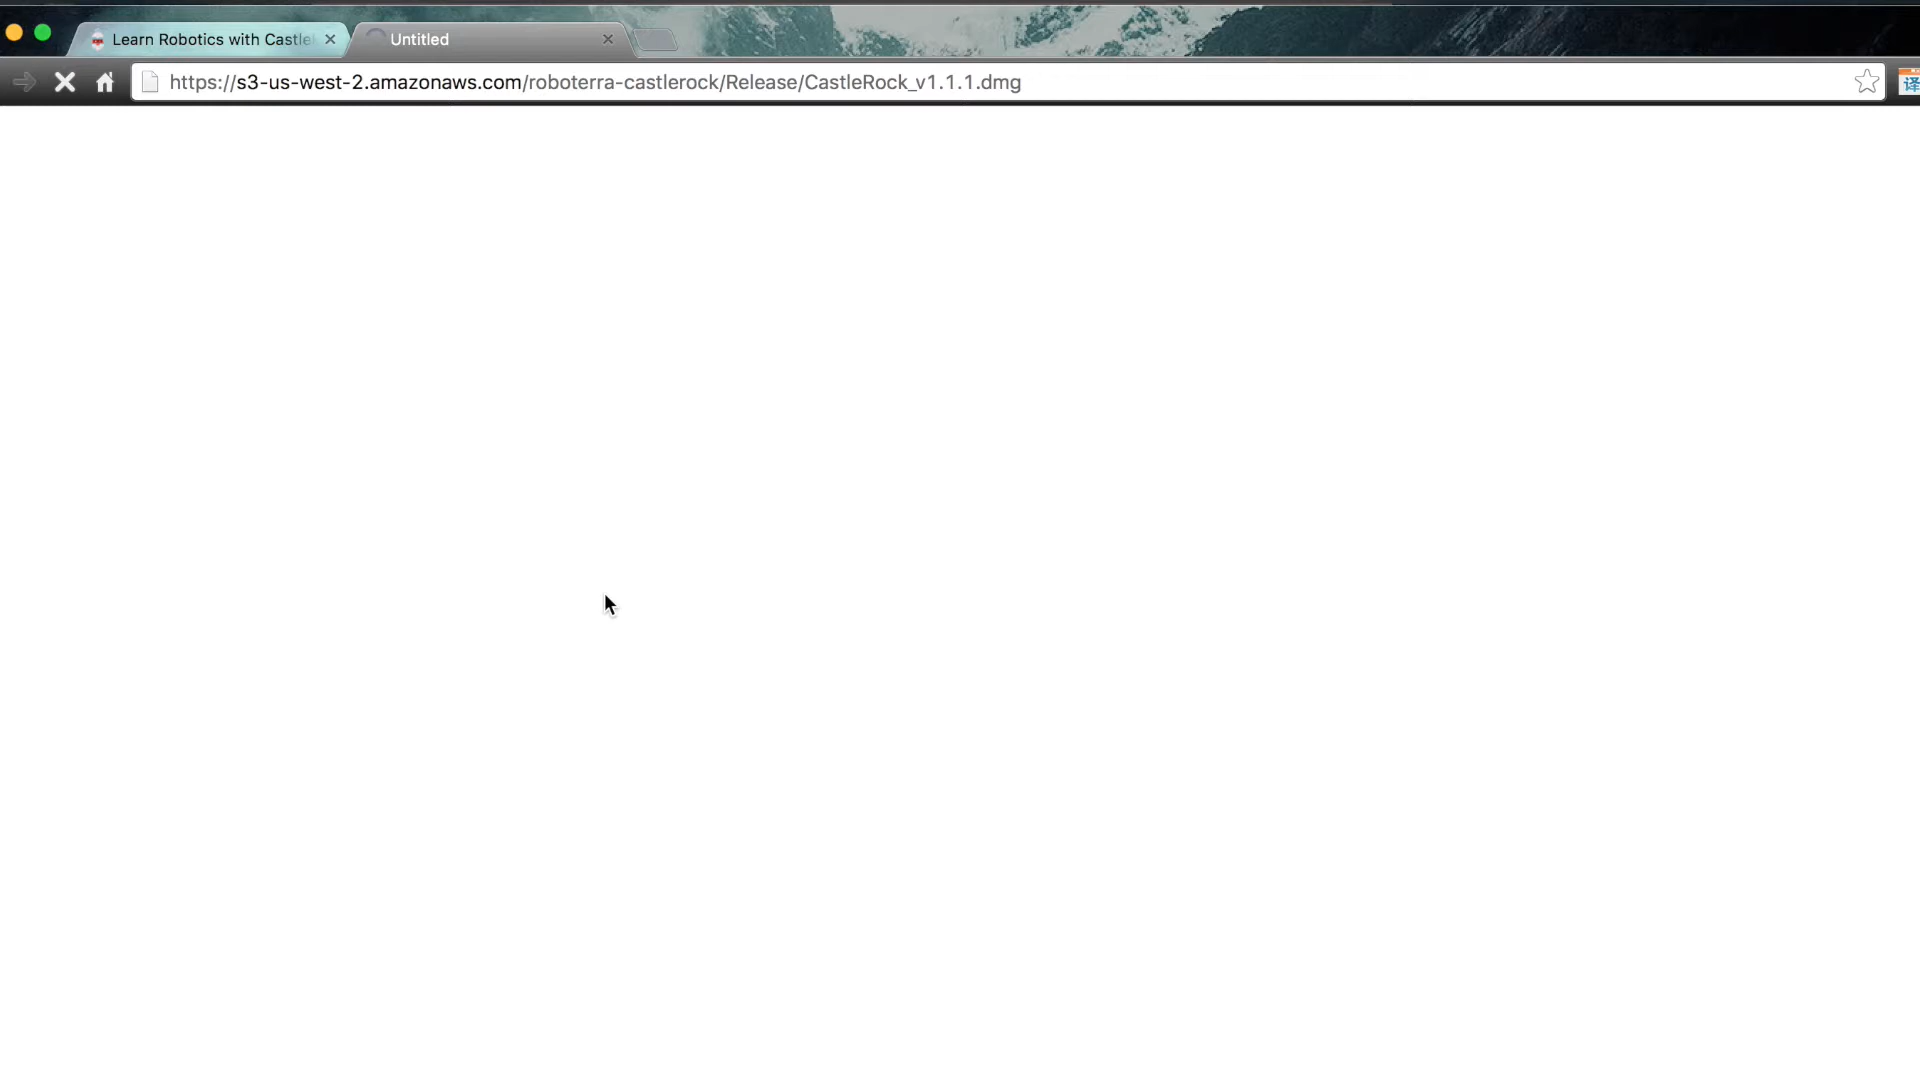 Learn Robotics with Castle
Untitled
https://s3-us-west-2.amazonaws.com/roboterra-castlerock/Release/CastleRock_v1.1.1.dmg
译